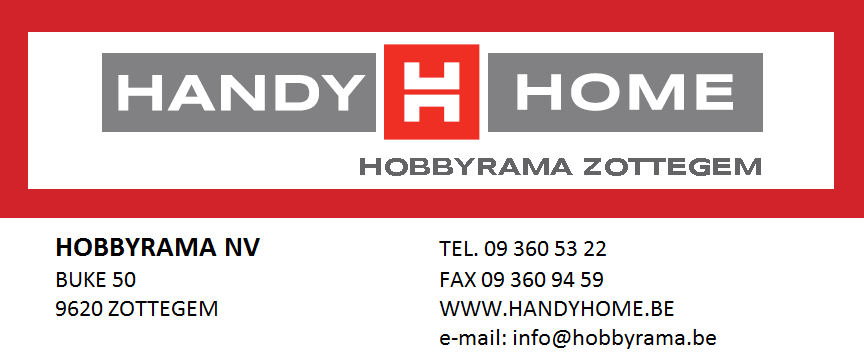 HANDY H HOME
HOBBYRAMA ZOTTEGEM
HOBBYRAMA NV
BUKE 50
9620 ZOTTEGEM
TEL. 09 360 53 22
FAX 09 360 94 59
WWW.HANDYHOME.BE
e-mail: info@hobbyrama.be